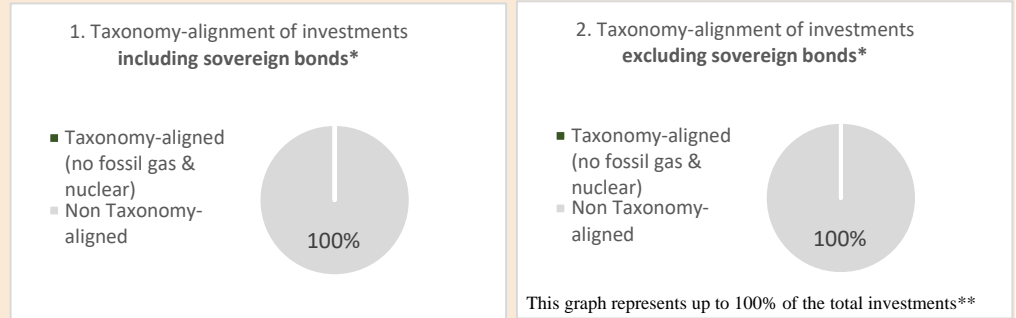 1. Taxonomy-alignment of investments
including sovereign bonds*
Taxonomy-aligned
(no fossil gas &
nuclear)
Non Taxonomy-
aligned
100%
2. Taxonomy-alignment of investments
excluding sovereign bonds*
Taxonomy-aligned
(no fossil gas &
nuclear)
Non Taxonomy-
aligned
100%
This graph represents up to 100% of the total investments**